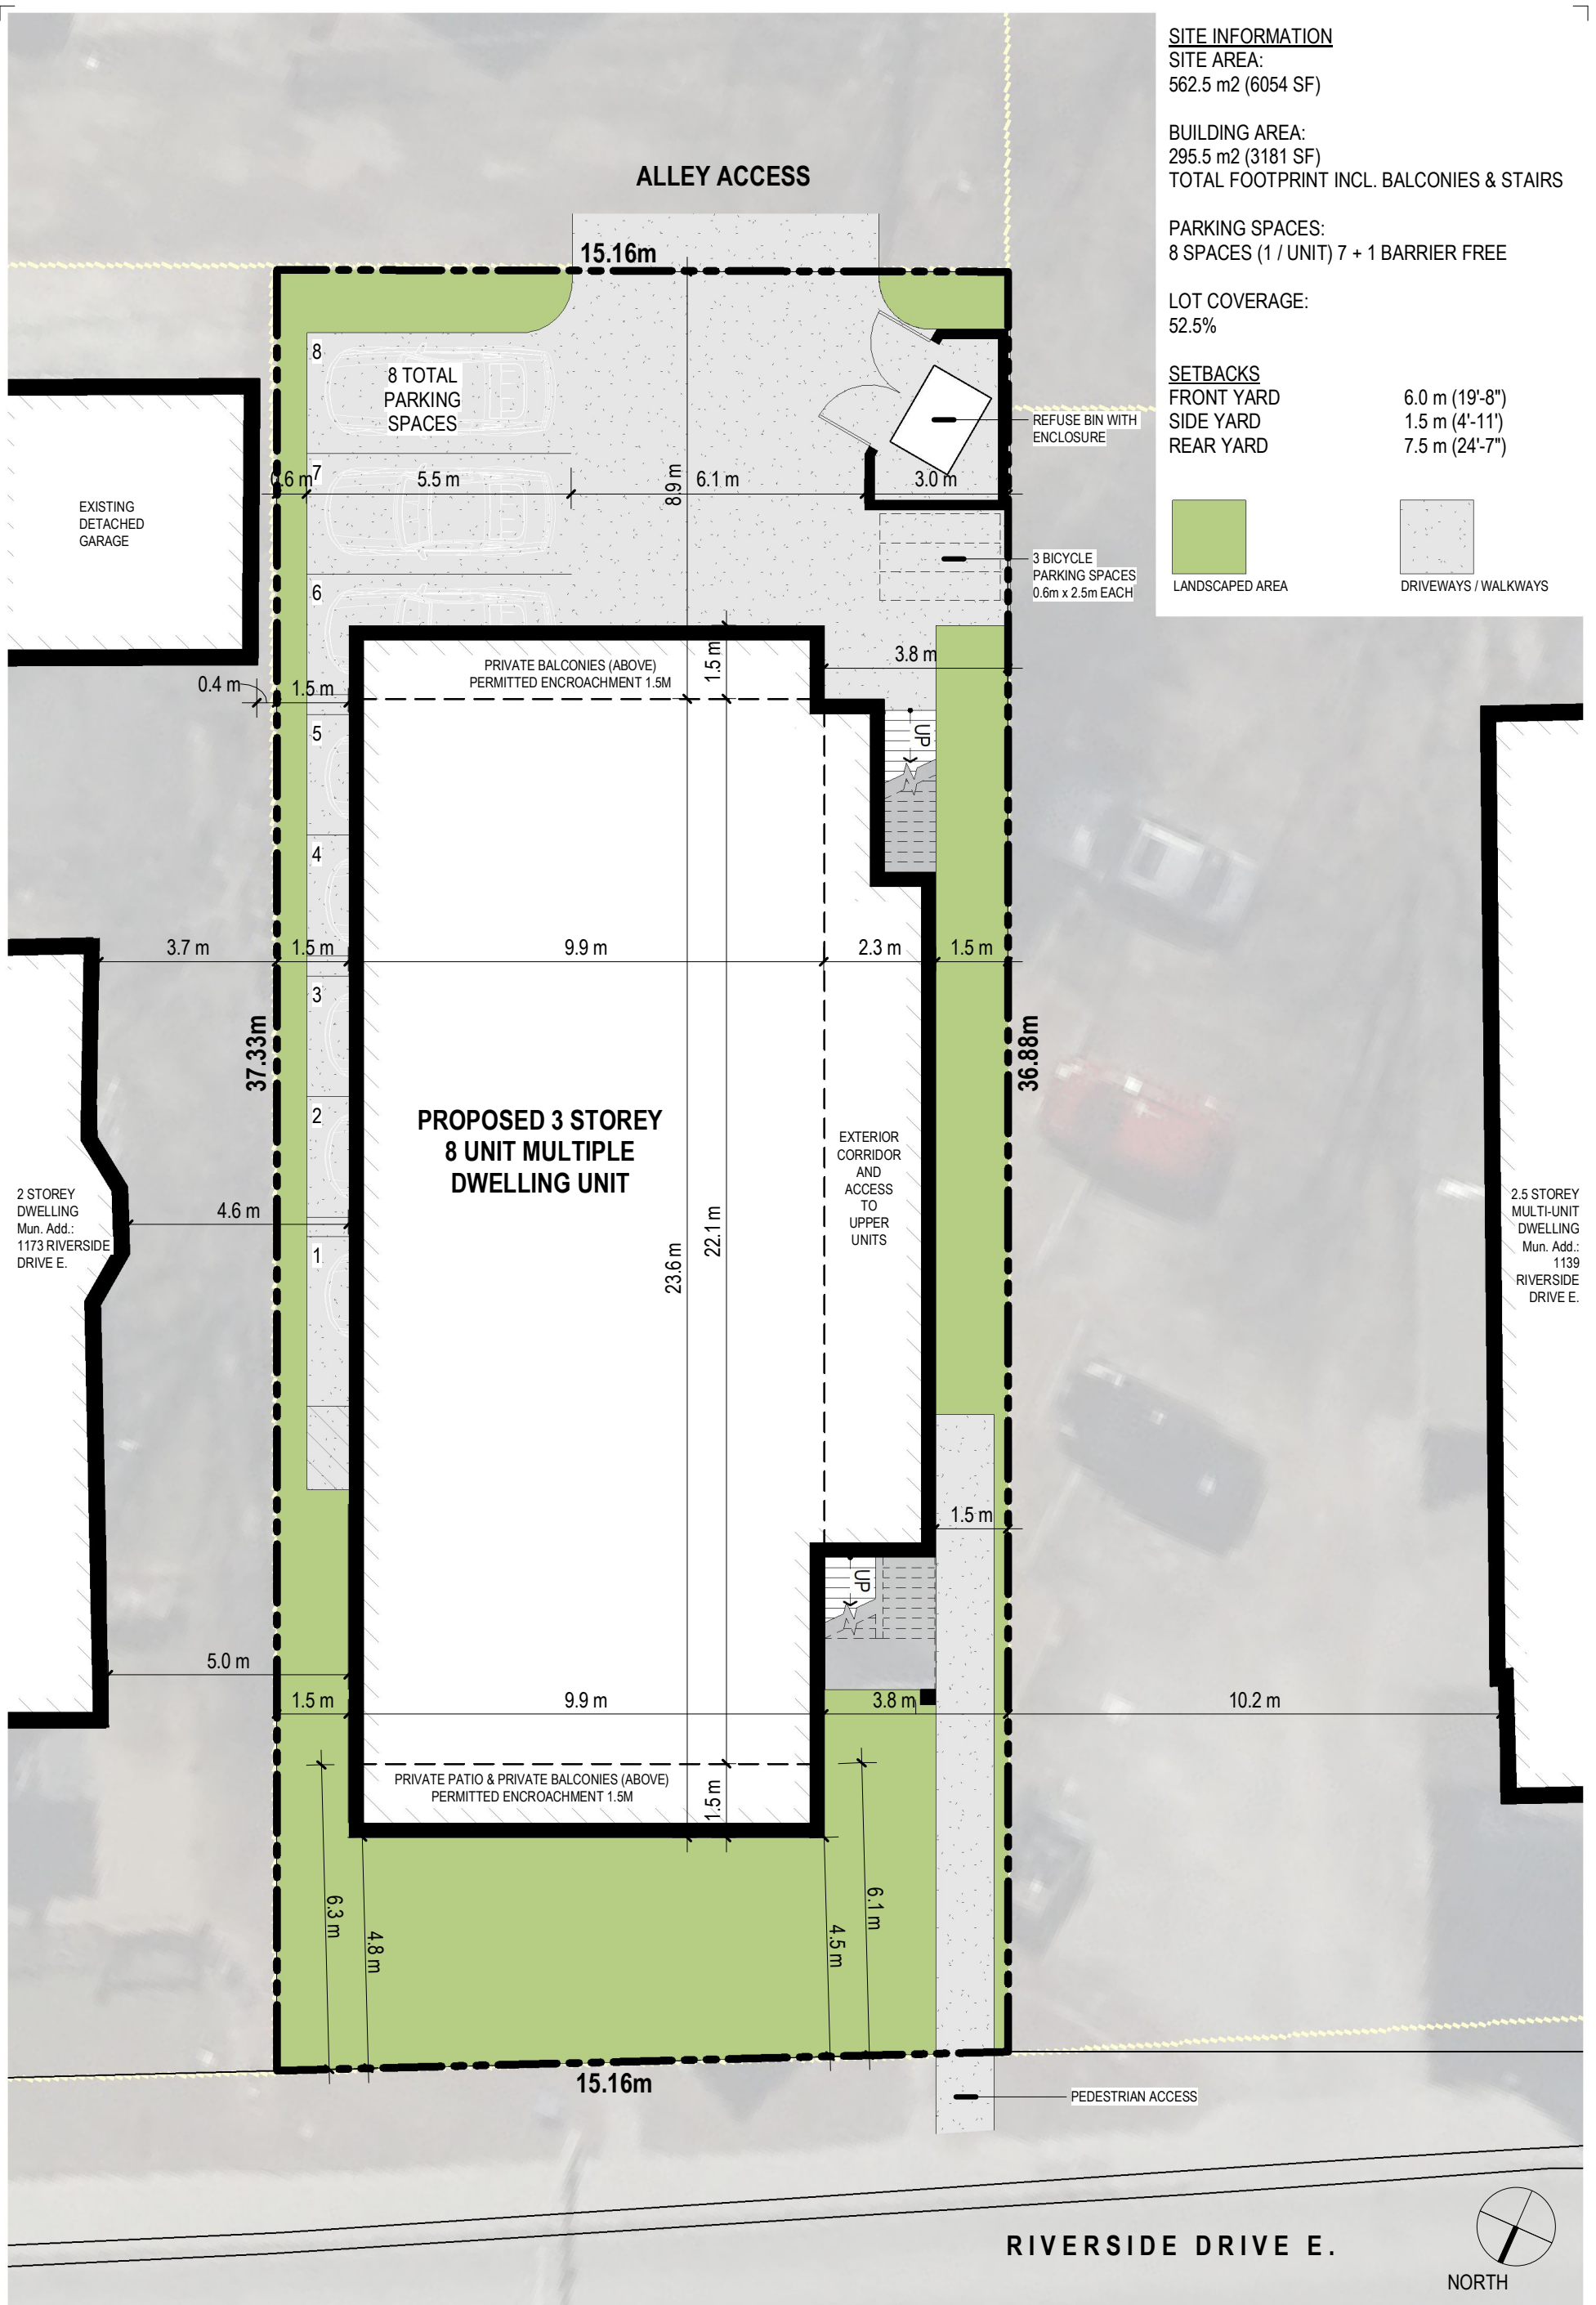 SITE INFORMATION
SITE AREA:
562.5 m2 (6054 SF)
BUILDING AREA:
295.5 m2 (3181 SF)
TOTAL FOOTPRINT INCL. BALCONIES & STAIRS
PARKING SPACES:
8 SPACES (1 / UNIT) 7 + 1 BARRIER FREE
LOT COVERAGE:
52.5%
SETBACKS
FRONT YARD 6.0 m (19'-8")
SIDE YARD 1.5 m (4'-11')
REAR YARD 7.5 m (24'-7")
LANDSCAPED AREA
DRIVEWAYS / WALKWAYS
ALLEY ACCESS
15.16m
8
8 TOTAL
PARKING
SPACES
REFUSE BIN WITH
ENCLOSURE
7
0.6 m
5.5 m
8.9 m
6.1 m
3.0 m
EXISTING
DETACHED
GARAGE
3 BICYCLE
PARKING SPACES
0.6m x 2.5m EACH
6
PRIVATE BALCONIES (ABOVE)
PERMITTED ENCROACHMENT 1.5M
1.5 m
3.8 m
0.4 m
1.5 m
5
UP
4
3.7 m
1.5 m
9.9 m
2.3 m
1.5 m
3
37.33m
36.88m
2
PROPOSED 3 STOREY
8 UNIT MULTIPLE
DWELLING UNIT
EXTERIOR
CORRIDOR
AND
ACCESS
TO
UPPER
UNITS
2 STOREY
DWELLING
Mun. Add.:
1173 RIVERSIDE
DRIVE E.
4.6 m
2.5 STOREY
MULTI-UNIT
DWELLING
Mun. Add.:
1139
RIVERSIDE
DRIVE E.
1
23.6 m
22.1 m
1.5 m
UP
5.0 m
1.5 m
9.9 m
3.8 m
10.2 m
PRIVATE PATIO & PRIVATE BALCONIES (ABOVE)
PERMITTED ENCROACHMENT 1.5M
1.5 m
6.3 m
4.8 m
4.5 m
6.1 m
15.16m
PEDESTRIAN ACCESS
RIVERSIDE DRIVE E.
NORTH